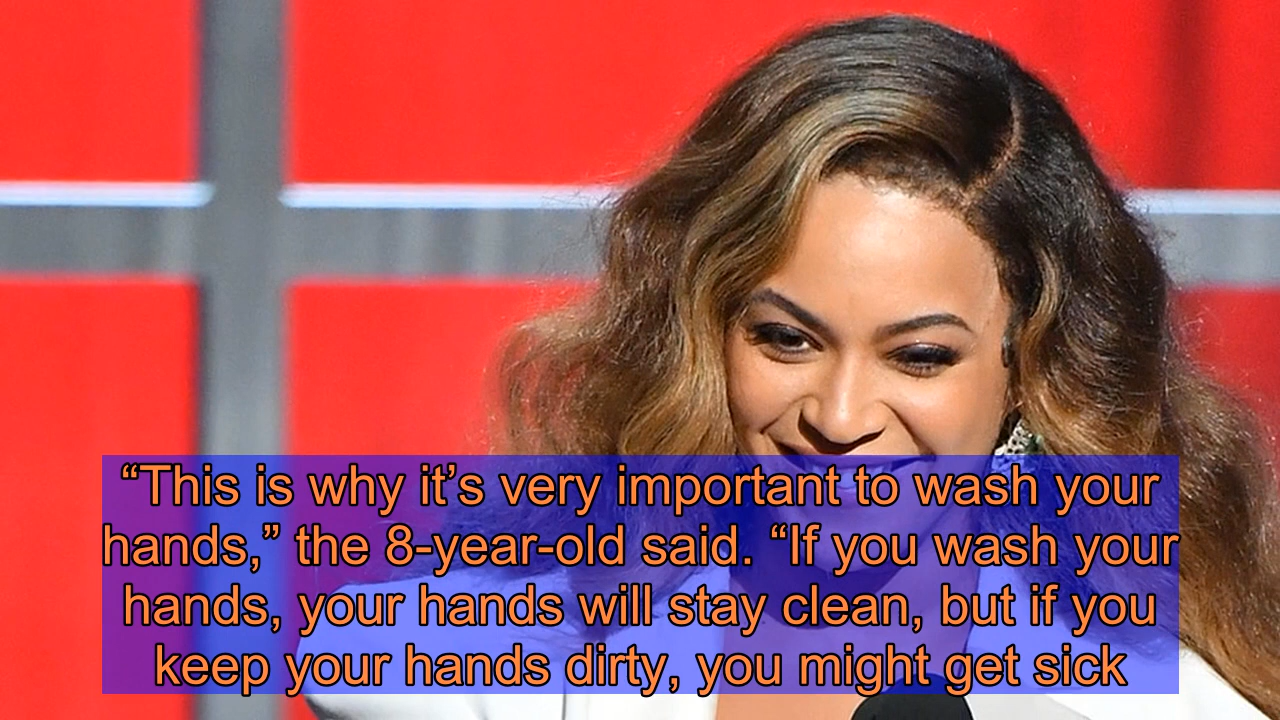 “This is why it’s very important to wash your
hands,” the 8-year-old said. “If you wash your
hands, your hands will stay clean, but if you
keep your hands dirty, you might get sick